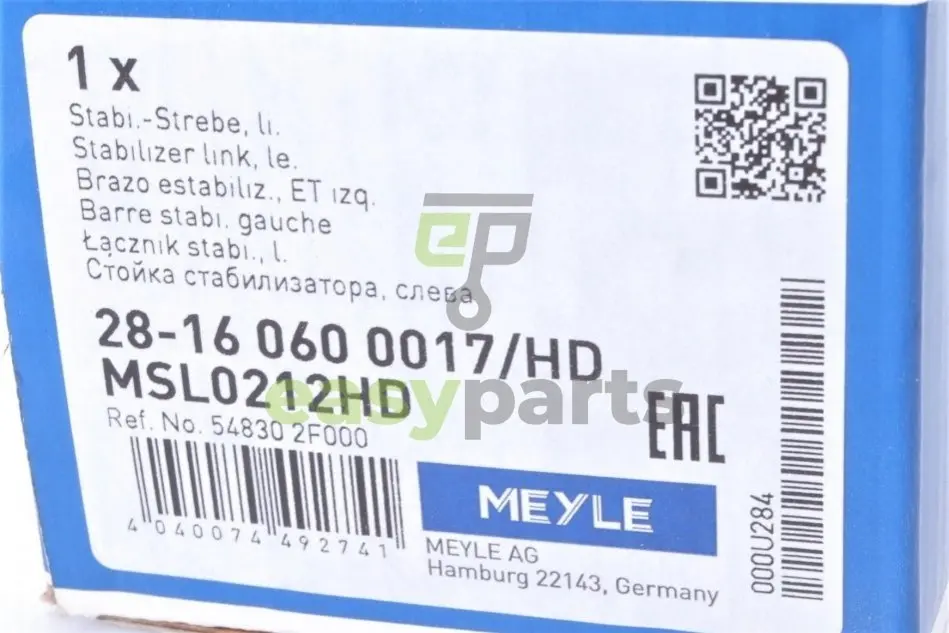 1 x
Stabi.-Strebe, li.
Stabilizer link, le.
Brazo estabiliz., ET izq.
Barre stabi. gauche
Łącznik stabi., l.
Стойка стабилизатора, слева
ep
28-16 060 0017/HD
MSL0212HD
easyparts
Ref. No. 54830 2F000
EAC
4 040074 492741
MEYLE
MEYLE AG
Hamburg 22143, Germany
000U284